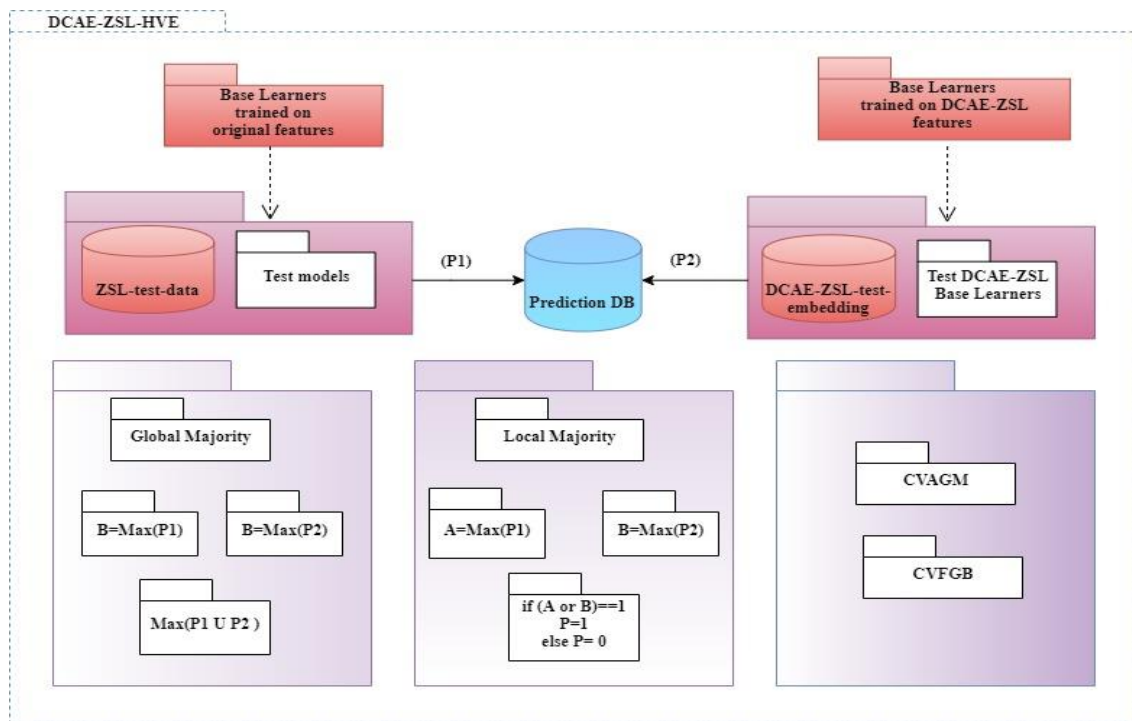 DCAE-ZSL-HVE
Base Learners
trained on
original features
Base Learners
trained on DCAE-ZSL
features
ZSL-test-data
Test models
(P1)
Prediction DB
(P2)
DCAE-ZSL-test-
embedding
Test DCAE-ZSL
Base Learners
Global Majority
B=Max(P1)
B=Max(P2)
Max(P1 U P2 )
Local Majority
A=Max(P1)
B=Max(P2)
if (A or B)==1
P=1
else P= 0
CVAGM
CVFGB